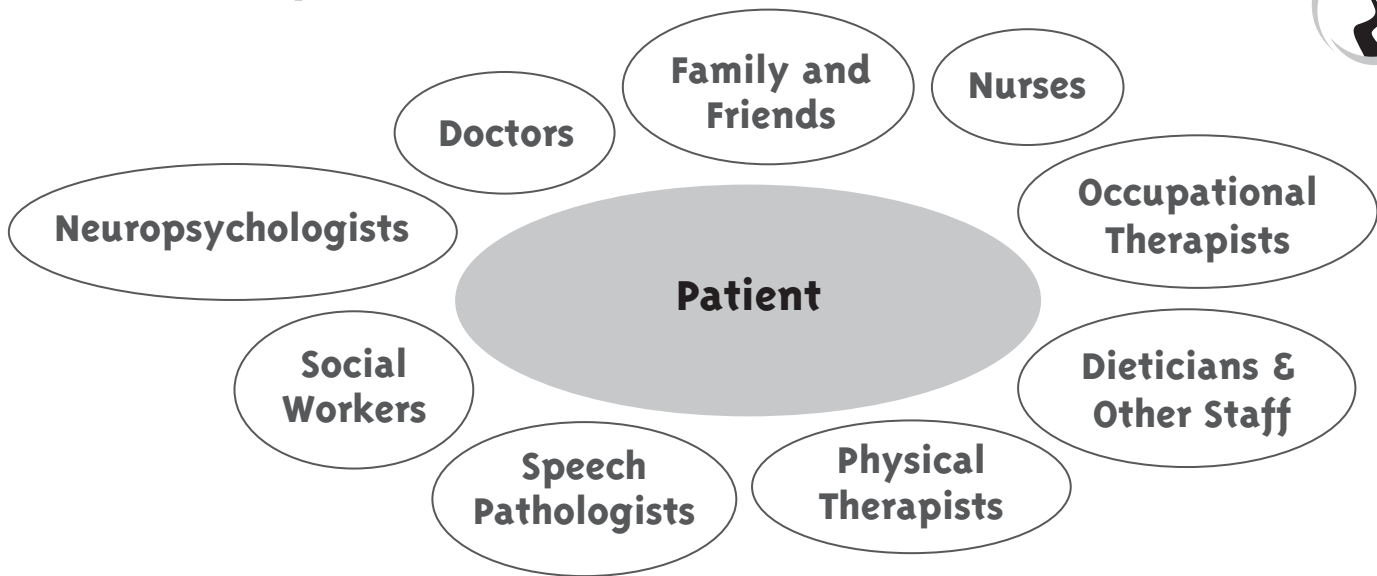 Family and
Friends
Nurses
Doctors
Occupational
Therapists
Neuropsychologists
Patient
Social
Workers
Dieticians &
Other Staff
Speech
Pathologists
Physical
Therapists